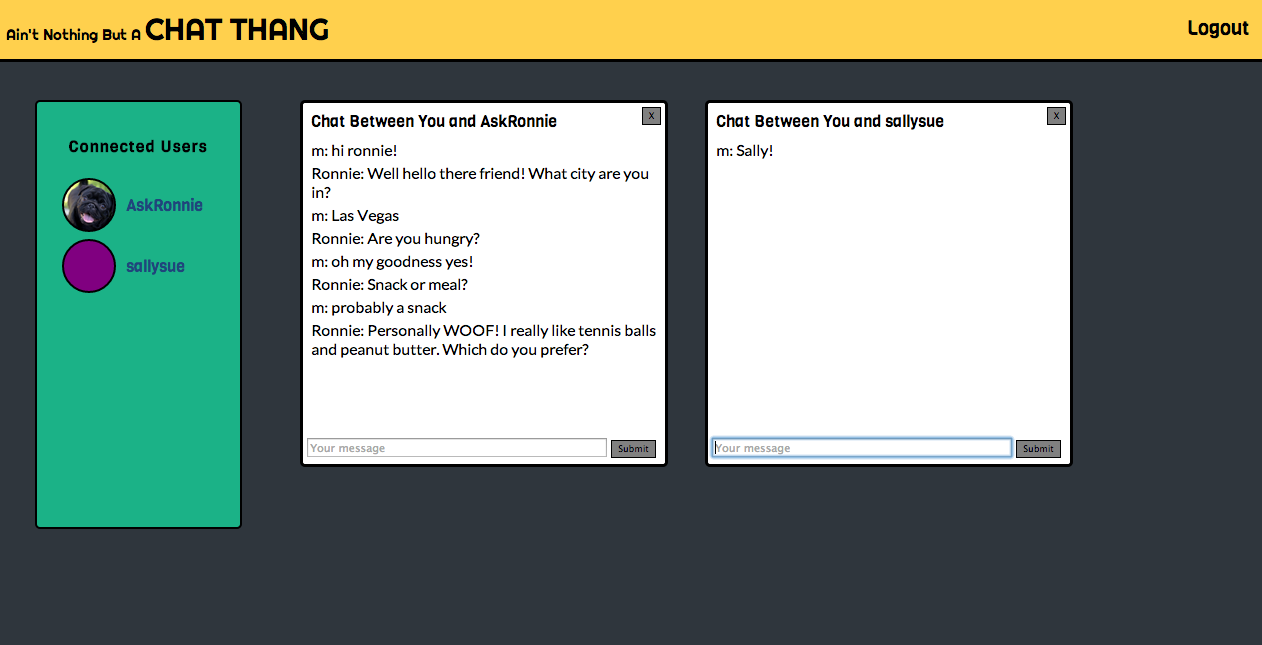 Ain't Nothing But A CHAT THANG
Logout
Connected Users
AskRonnie
sallysue
Chat Between You and AskRonnie
X
m: hi ronnie!
Ronnie: Well hello there friend! What city are you
in?
m: Las Vegas
Ronnie: Are you hungry?
m: oh my goodness yes!
Ronnie: Snack or meal?
m: probably a snack
Ronnie: Personally WOOF! I really like tennis balls
and peanut butter. Which do you prefer?
Your message
Submit
Chat Between You and sallysue
X
m: Sally!
Your message
Submit